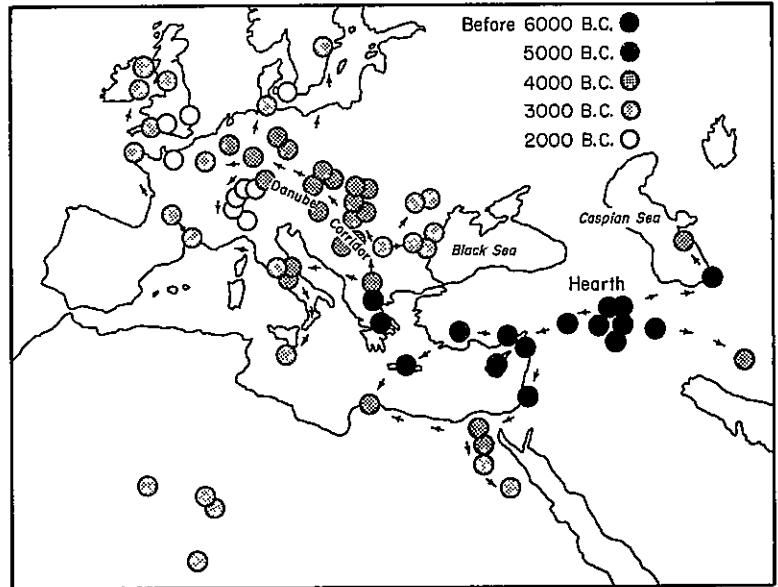 Before 6000 B.C.
5000 B.C.
4000 B.C.
3000 B.C.
2000 B.C.
Caspian Sea
Danube
Corridor
Black Sea
Hearth